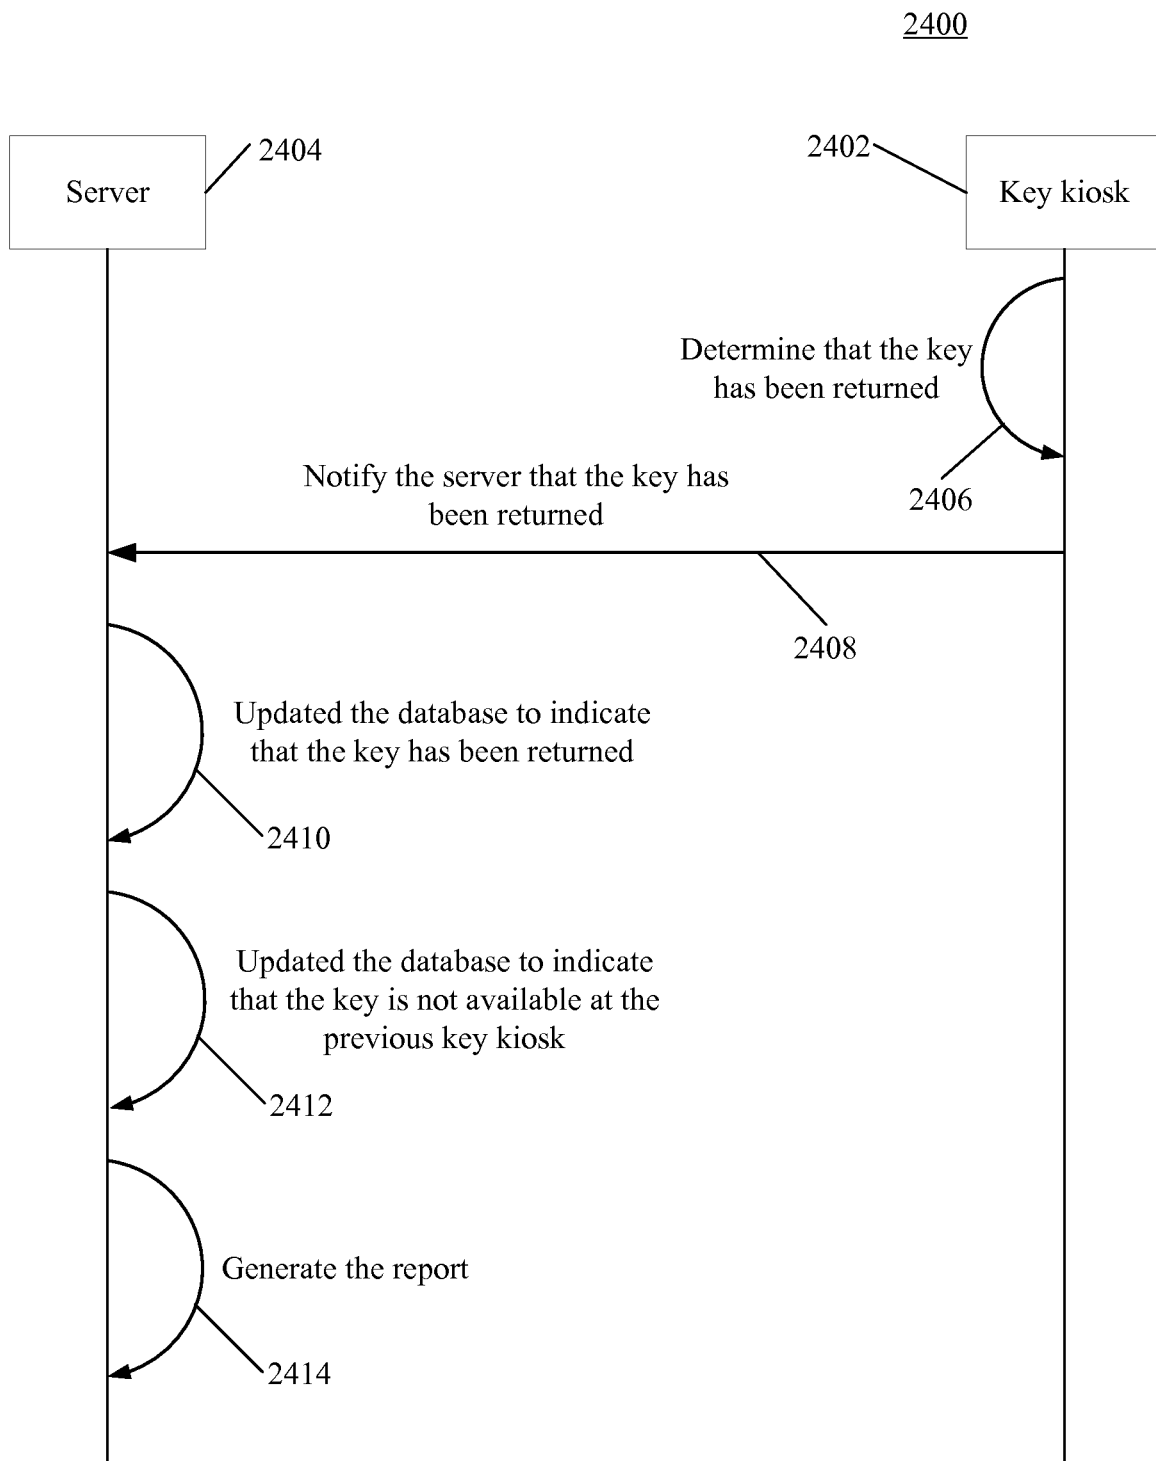 2400
2404
2402
Server
Key kiosk
Determine that the key
has been returned
2406
Notify the server that the key has
been returned
2408
Updated the database to indicate
that the key has been returned
2410
Updated the database to indicate
that the key is not available at the
previous key kiosk
2412
Generate the report
2414